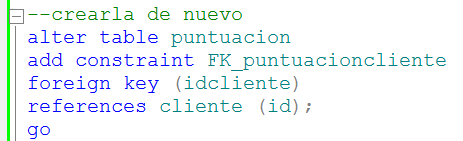 --crearla de nuevo
alter table puntuacion
add constraint FK_puntuacioncliente
foreign key (idcliente)
references cliente (id);
go